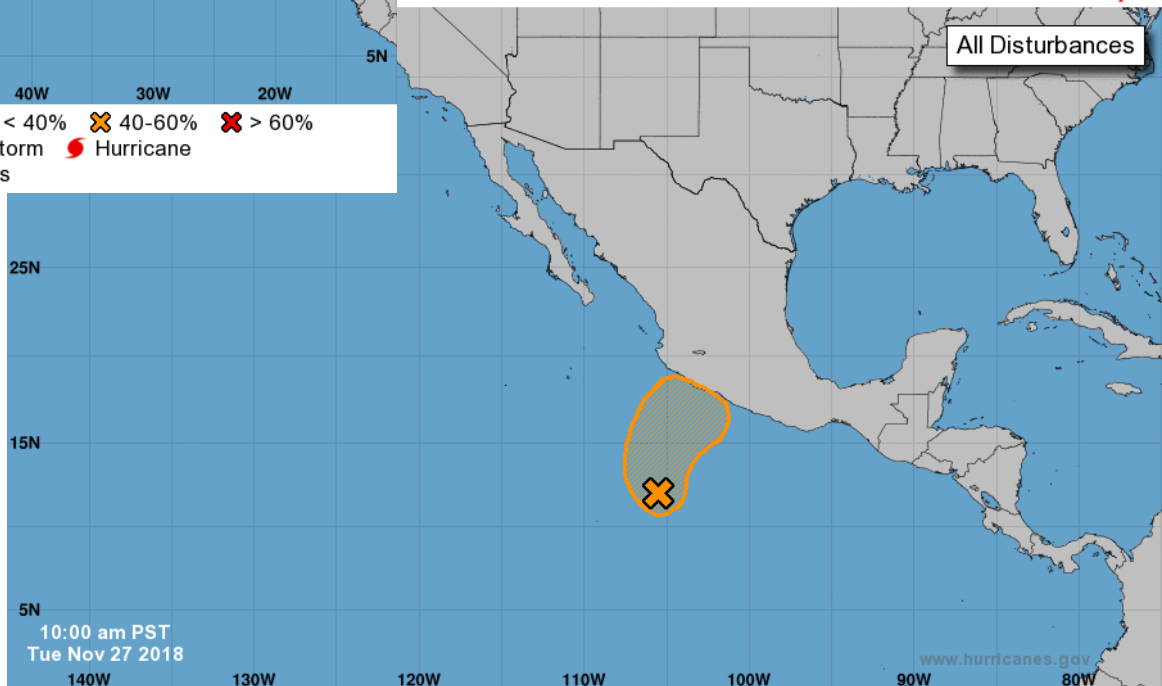 All Disturbances
5N
40W 30W 20W
< 40% 40-60% > 60%
torm Hurricane
s
25N
15N
5N
10:00 am PST
Tue Nov 27 2018
www.hurricanes.gov
140W 130W 120W 110W 100W 90W 80W